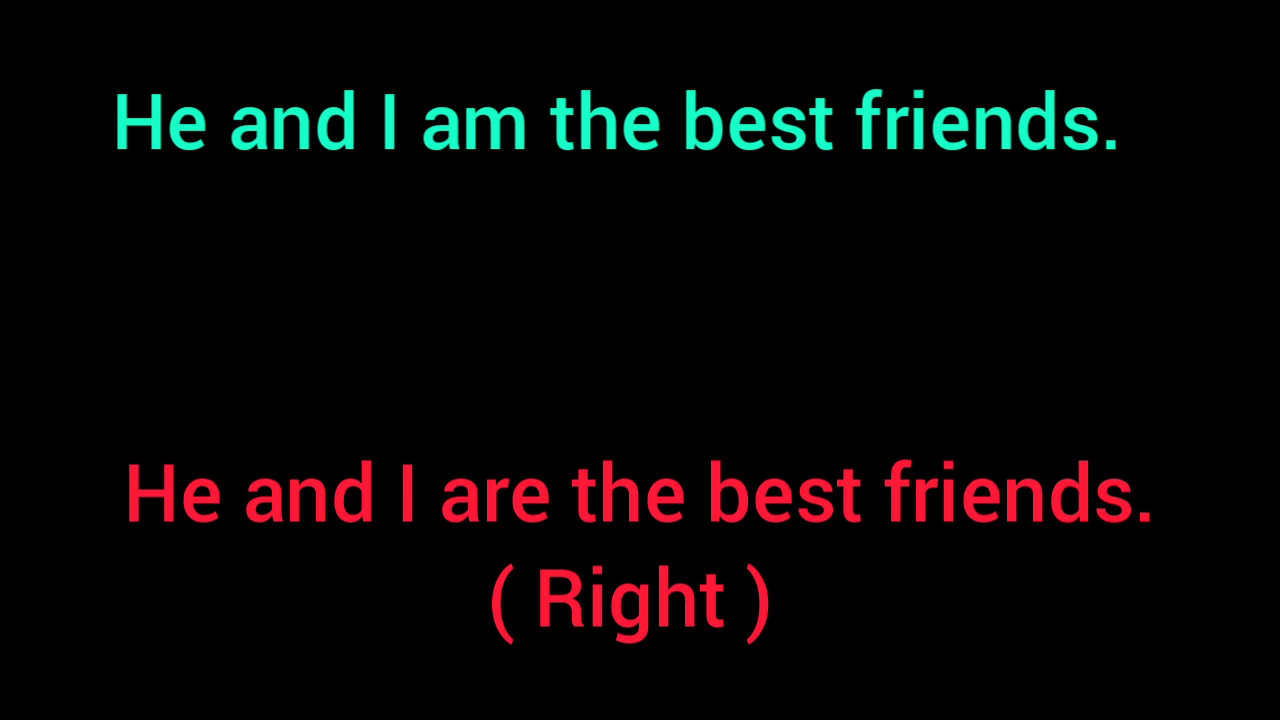 He and I am the best friends.
He and I are the best friends.
( Right )